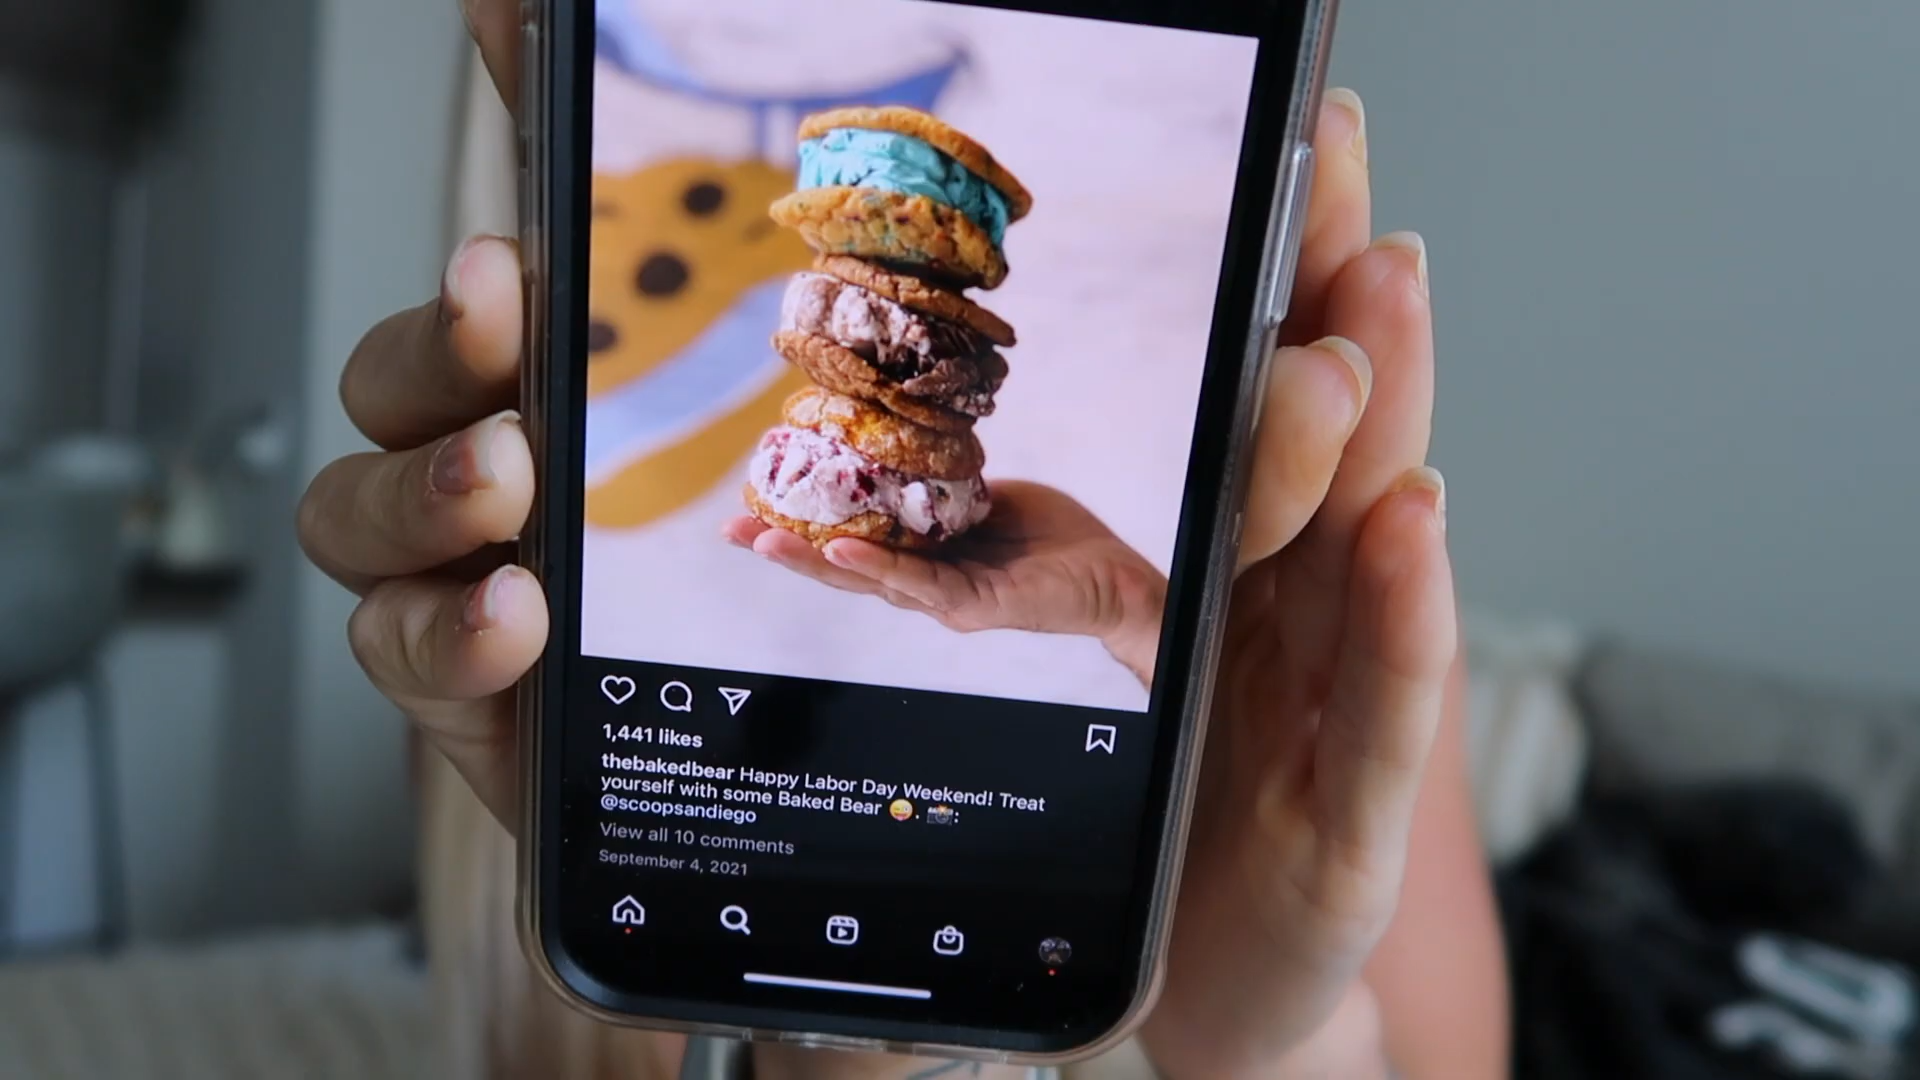 1,441 likes
thebakedbear Happy Labor Day Weekend! Treat
yourself with some Baked Bear 😜. 📸:
@scoopsandiego
View all 10 comments
September 4, 2021